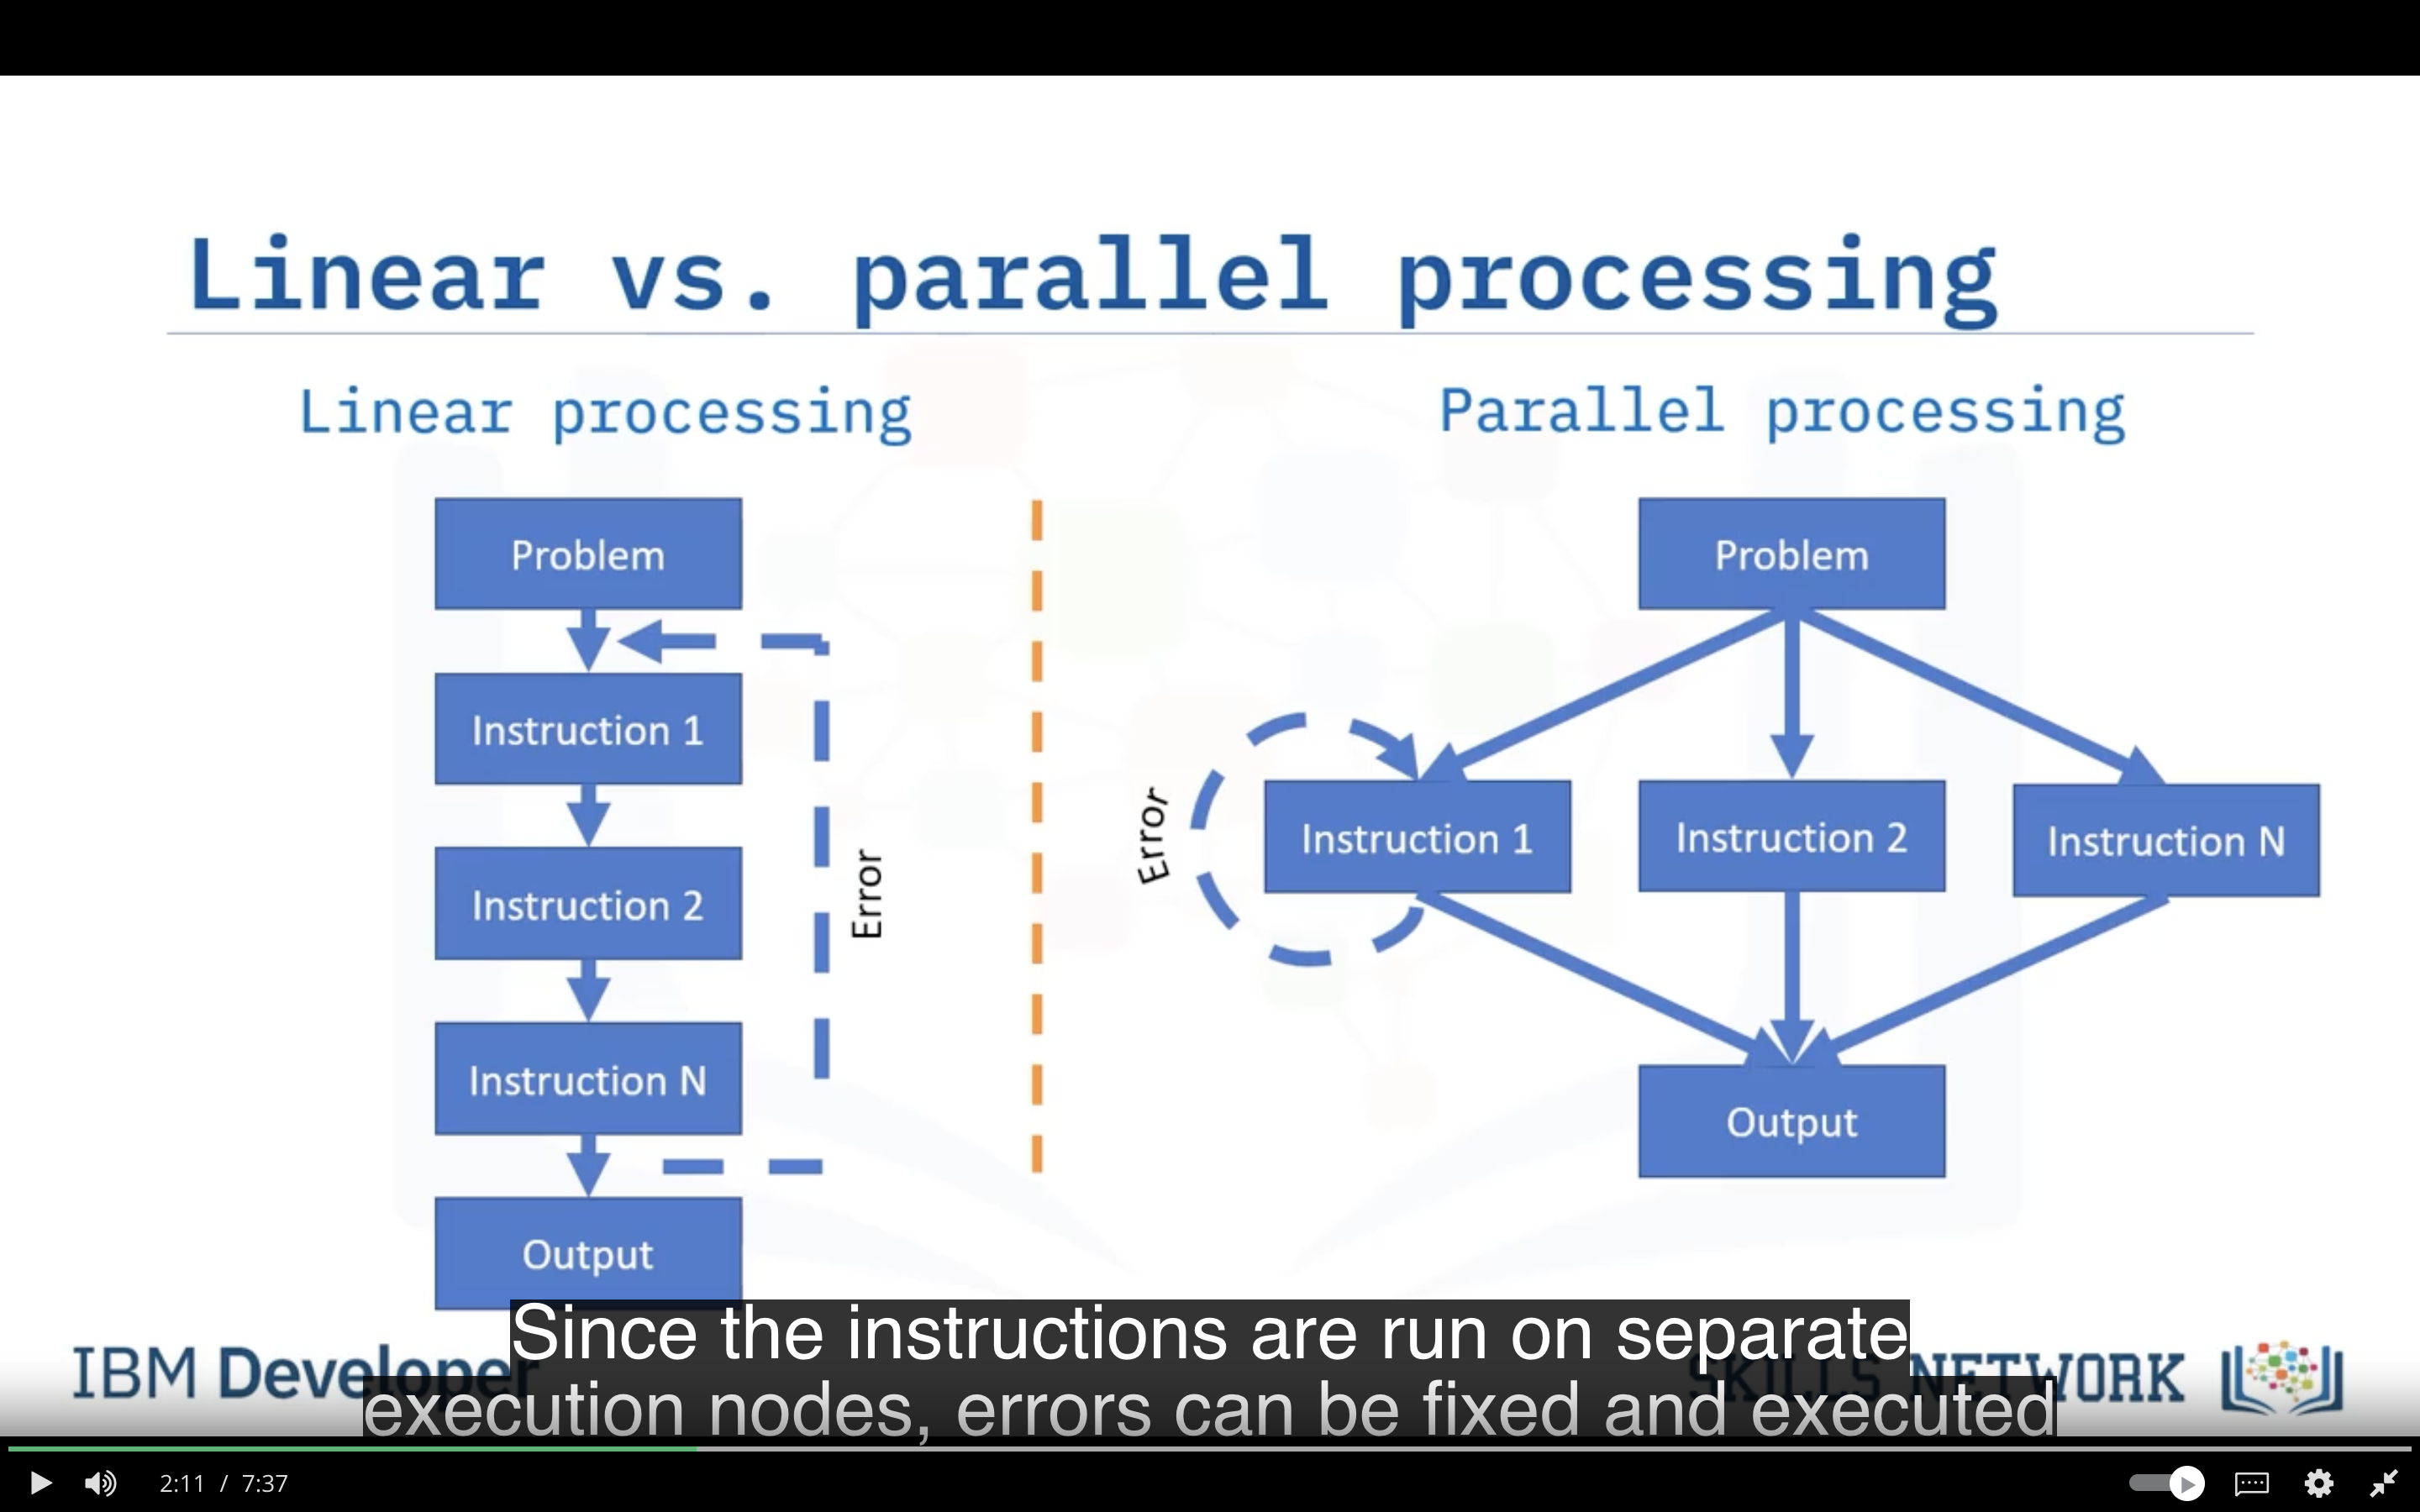 Linear vs. parallel processing
Linear processing
Problem
Instruction 1
Instruction 2
Instruction N
Output
Error
Parallel processing
Problem
Error
Instruction 1
Instruction 2
Instruction N
Output
Since the instructions are run on separate
execution nodes, errors can be fixed and executed
IBM Developer
SKILLS NETWORK
2:11 / 7:37